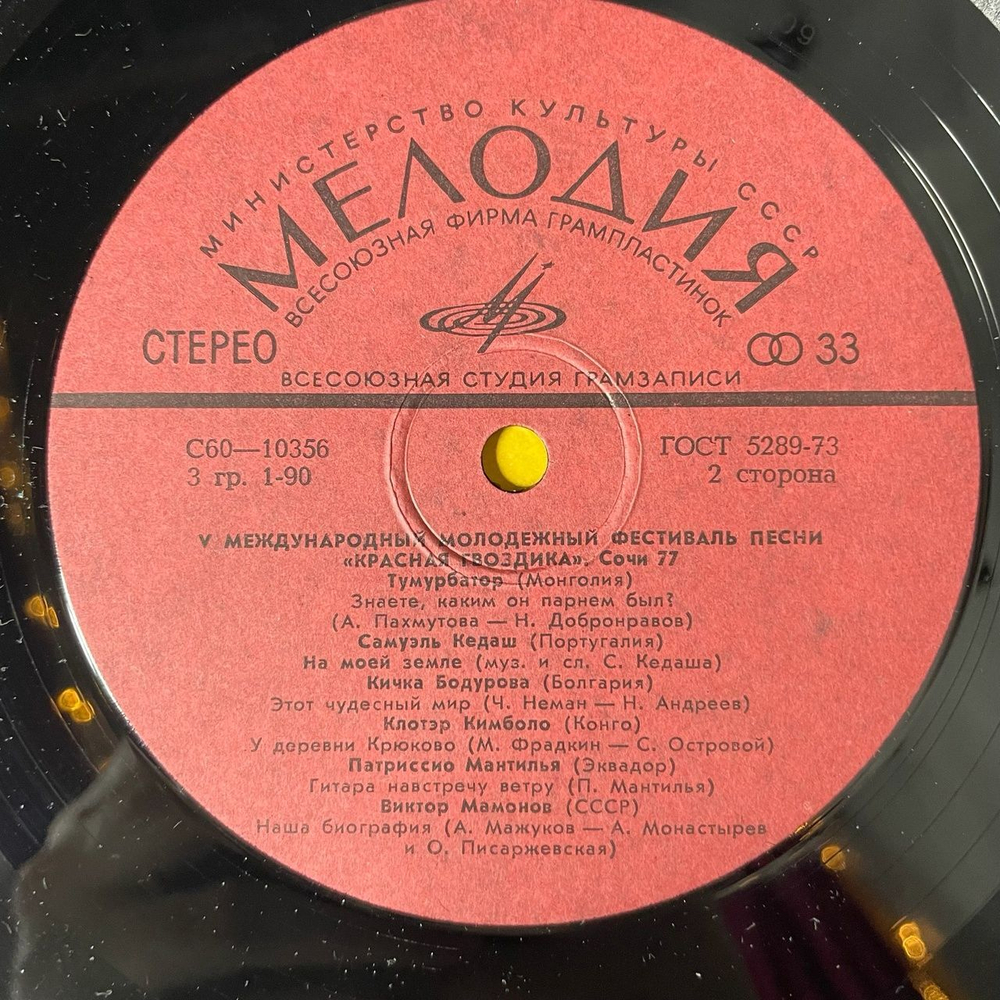 МИНИСТЕРСТВО КУЛЬТУРЫ СССР
МЕЛОДИЯ
ВСЕСОЮЗНАЯ ФИРМА ГРАМПЛАСТИНОК
СТЕРЕО
33
ВСЕСОЮЗНАЯ СТУДИЯ ГРАМЗАПИСИ
С60—10356
ГОСТ 5289-73
3 гр. 1-90
2 сторона
V МЕЖДУНАРОДНЫЙ МОЛОДЕЖНЫЙ ФЕСТИВАЛЬ ПЕСНИ
«КРАСНАЯ ГВОЗДИКА». Сочи 77
Тумурбатор (Монголия)
Знаете, каким он парнем был?
(А. Пахмутова — Н. Добронравов)
Самуэль Кедаш (Португалия)
На моей земле (муз. и сл. С. Кедаша)
Кичка Бодурова (Болгария)
Этот чудесный мир (Ч. Неман — Н. Андреев)
Клотэр Кимболо (Конго)
У деревни Крюково (М. Фрадкин — С. Островой)
Патриссио Мантилья (Эквадор)
Гитара навстречу ветру (П. Мантилья)
Виктор Мамонов (СССР)
Наша биография (А. Мажуков — А. Монастырев
и О. Писаржевская)